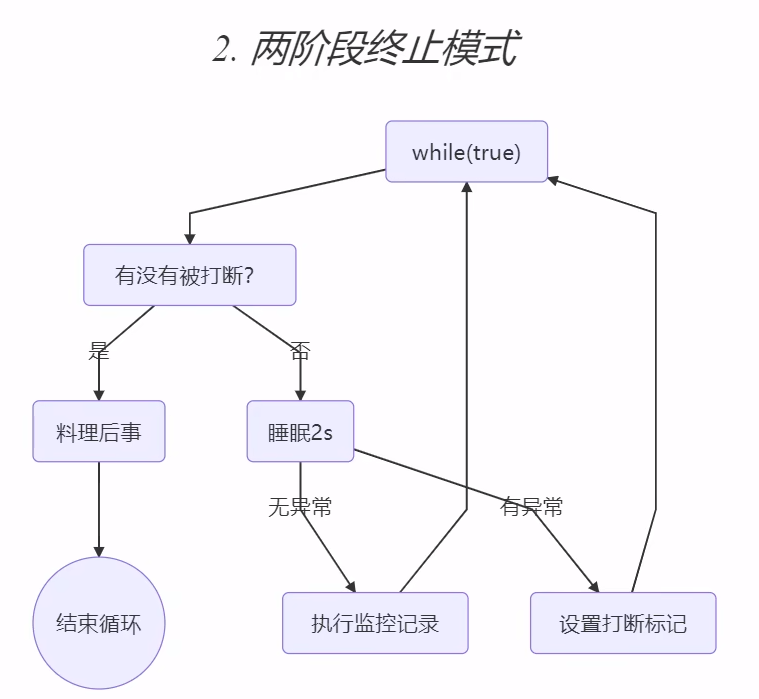 2. 两阶段终止模式
while(true)
有没有被打断?
是
否
料理后事
睡眠2s
无异常
有异常
结束循环
执行监控记录
设置打断标记